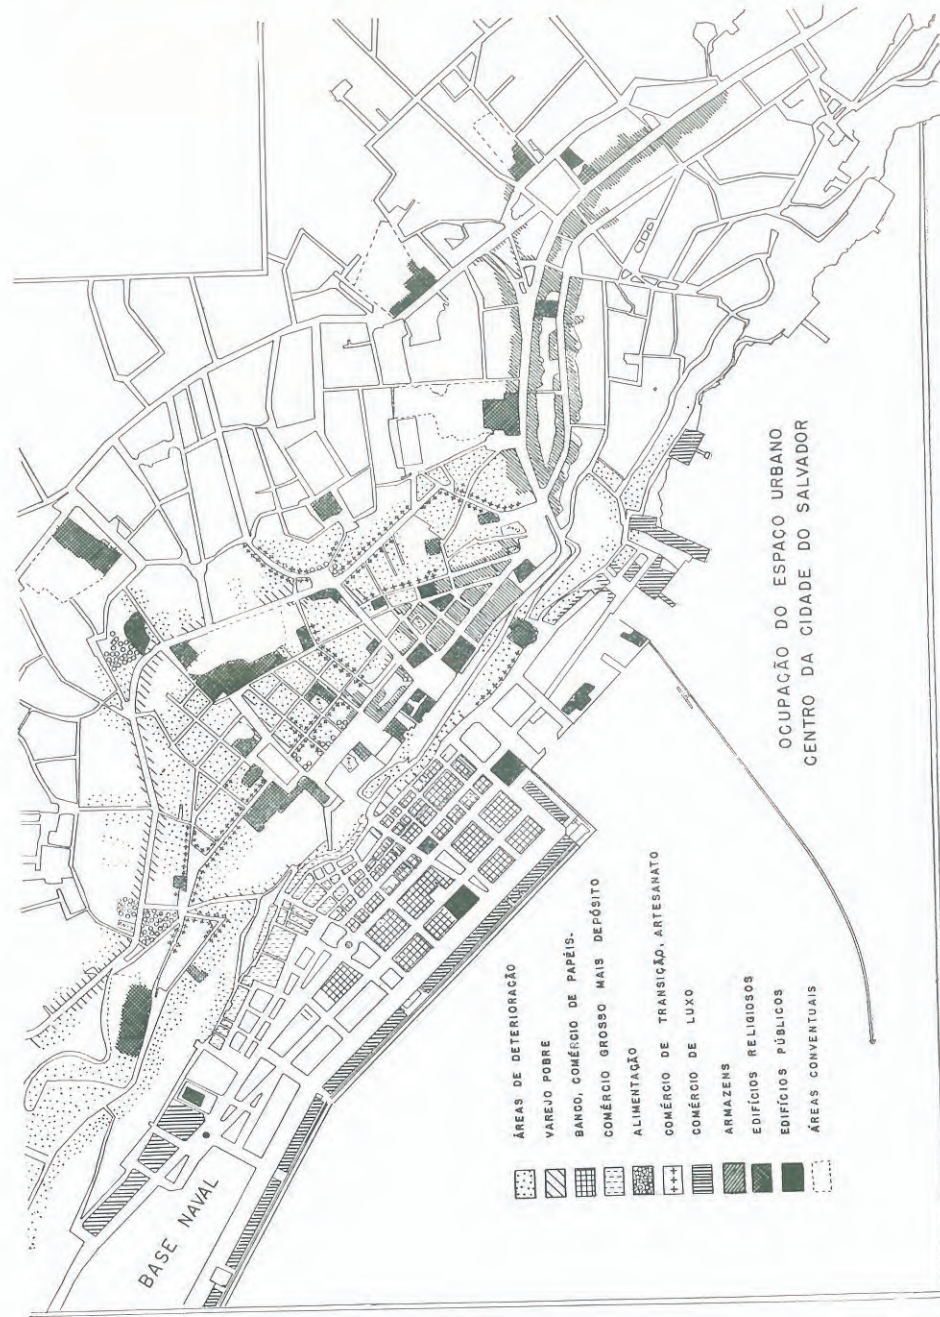 OCUPAÇÃO DO ESPAÇO URBANO
CENTRO DA CIDADE DO SALVADOR
BASE NAVAL
ÁREAS DE DETERIORAÇÃO
VAREJO POBRE
BANCO, COMÉRCIO DE PAPÉIS-
COMÉRCIO GROSSO MAIS DEPÓSITO
ALIMENTAÇÃO
COMÉRCIO DE TRANSIÇÃO, ARTESANATO
COMÉRCIO DE LUXO
ARMAZENS
EDIFÍCIOS RELIGIOSOS
EDIFÍCIOS PÚBLICOS
ÁREAS CONVENTUAIS